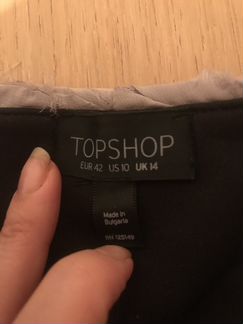 TOPSHOP
EUR 42 US 10 UK 14
Made in
Bulgaria